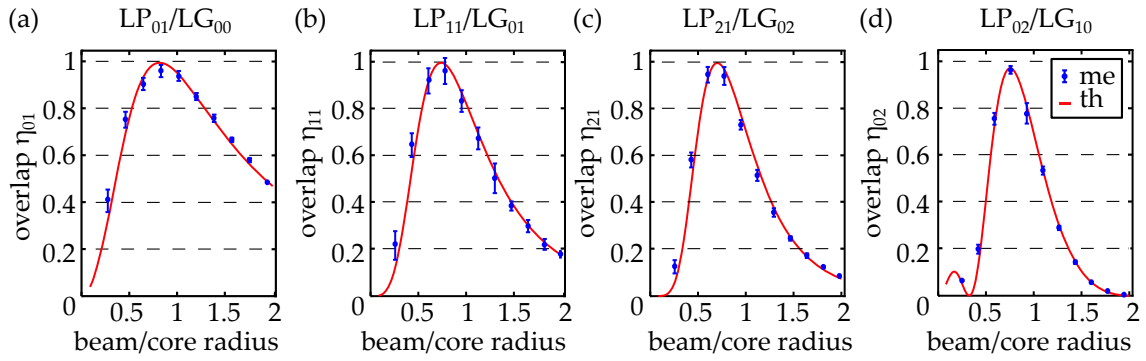 (a) LP₀₁/LG₀₀
(b) LP₁₁/LG₀₁
(c) LP₂₁/LG₀₂
(d) LP₀₂/LG₁₀
overlap η₀₁
1
0.8
0.6
0.4
0.2
0
0.5 1 1.5 2
beam/core radius
overlap η₁₁
1
0.8
0.6
0.4
0.2
0
0.5 1 1.5 2
beam/core radius
overlap η₂₁
1
0.8
0.6
0.4
0.2
0
0.5 1 1.5 2
beam/core radius
overlap η₀₂
1
0.8
0.6
0.4
0.2
0
0.5 1 1.5 2
beam/core radius
me
th